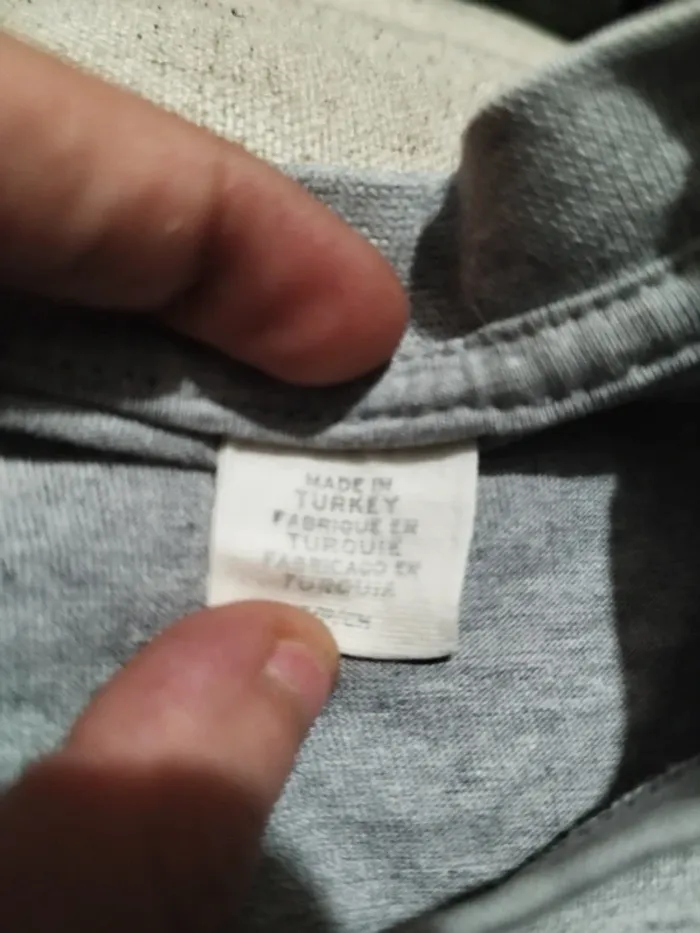 MADE IN
TURKEY
FABRIQUE EN
TURQUIE
FABRICADO EN
TURQUIA